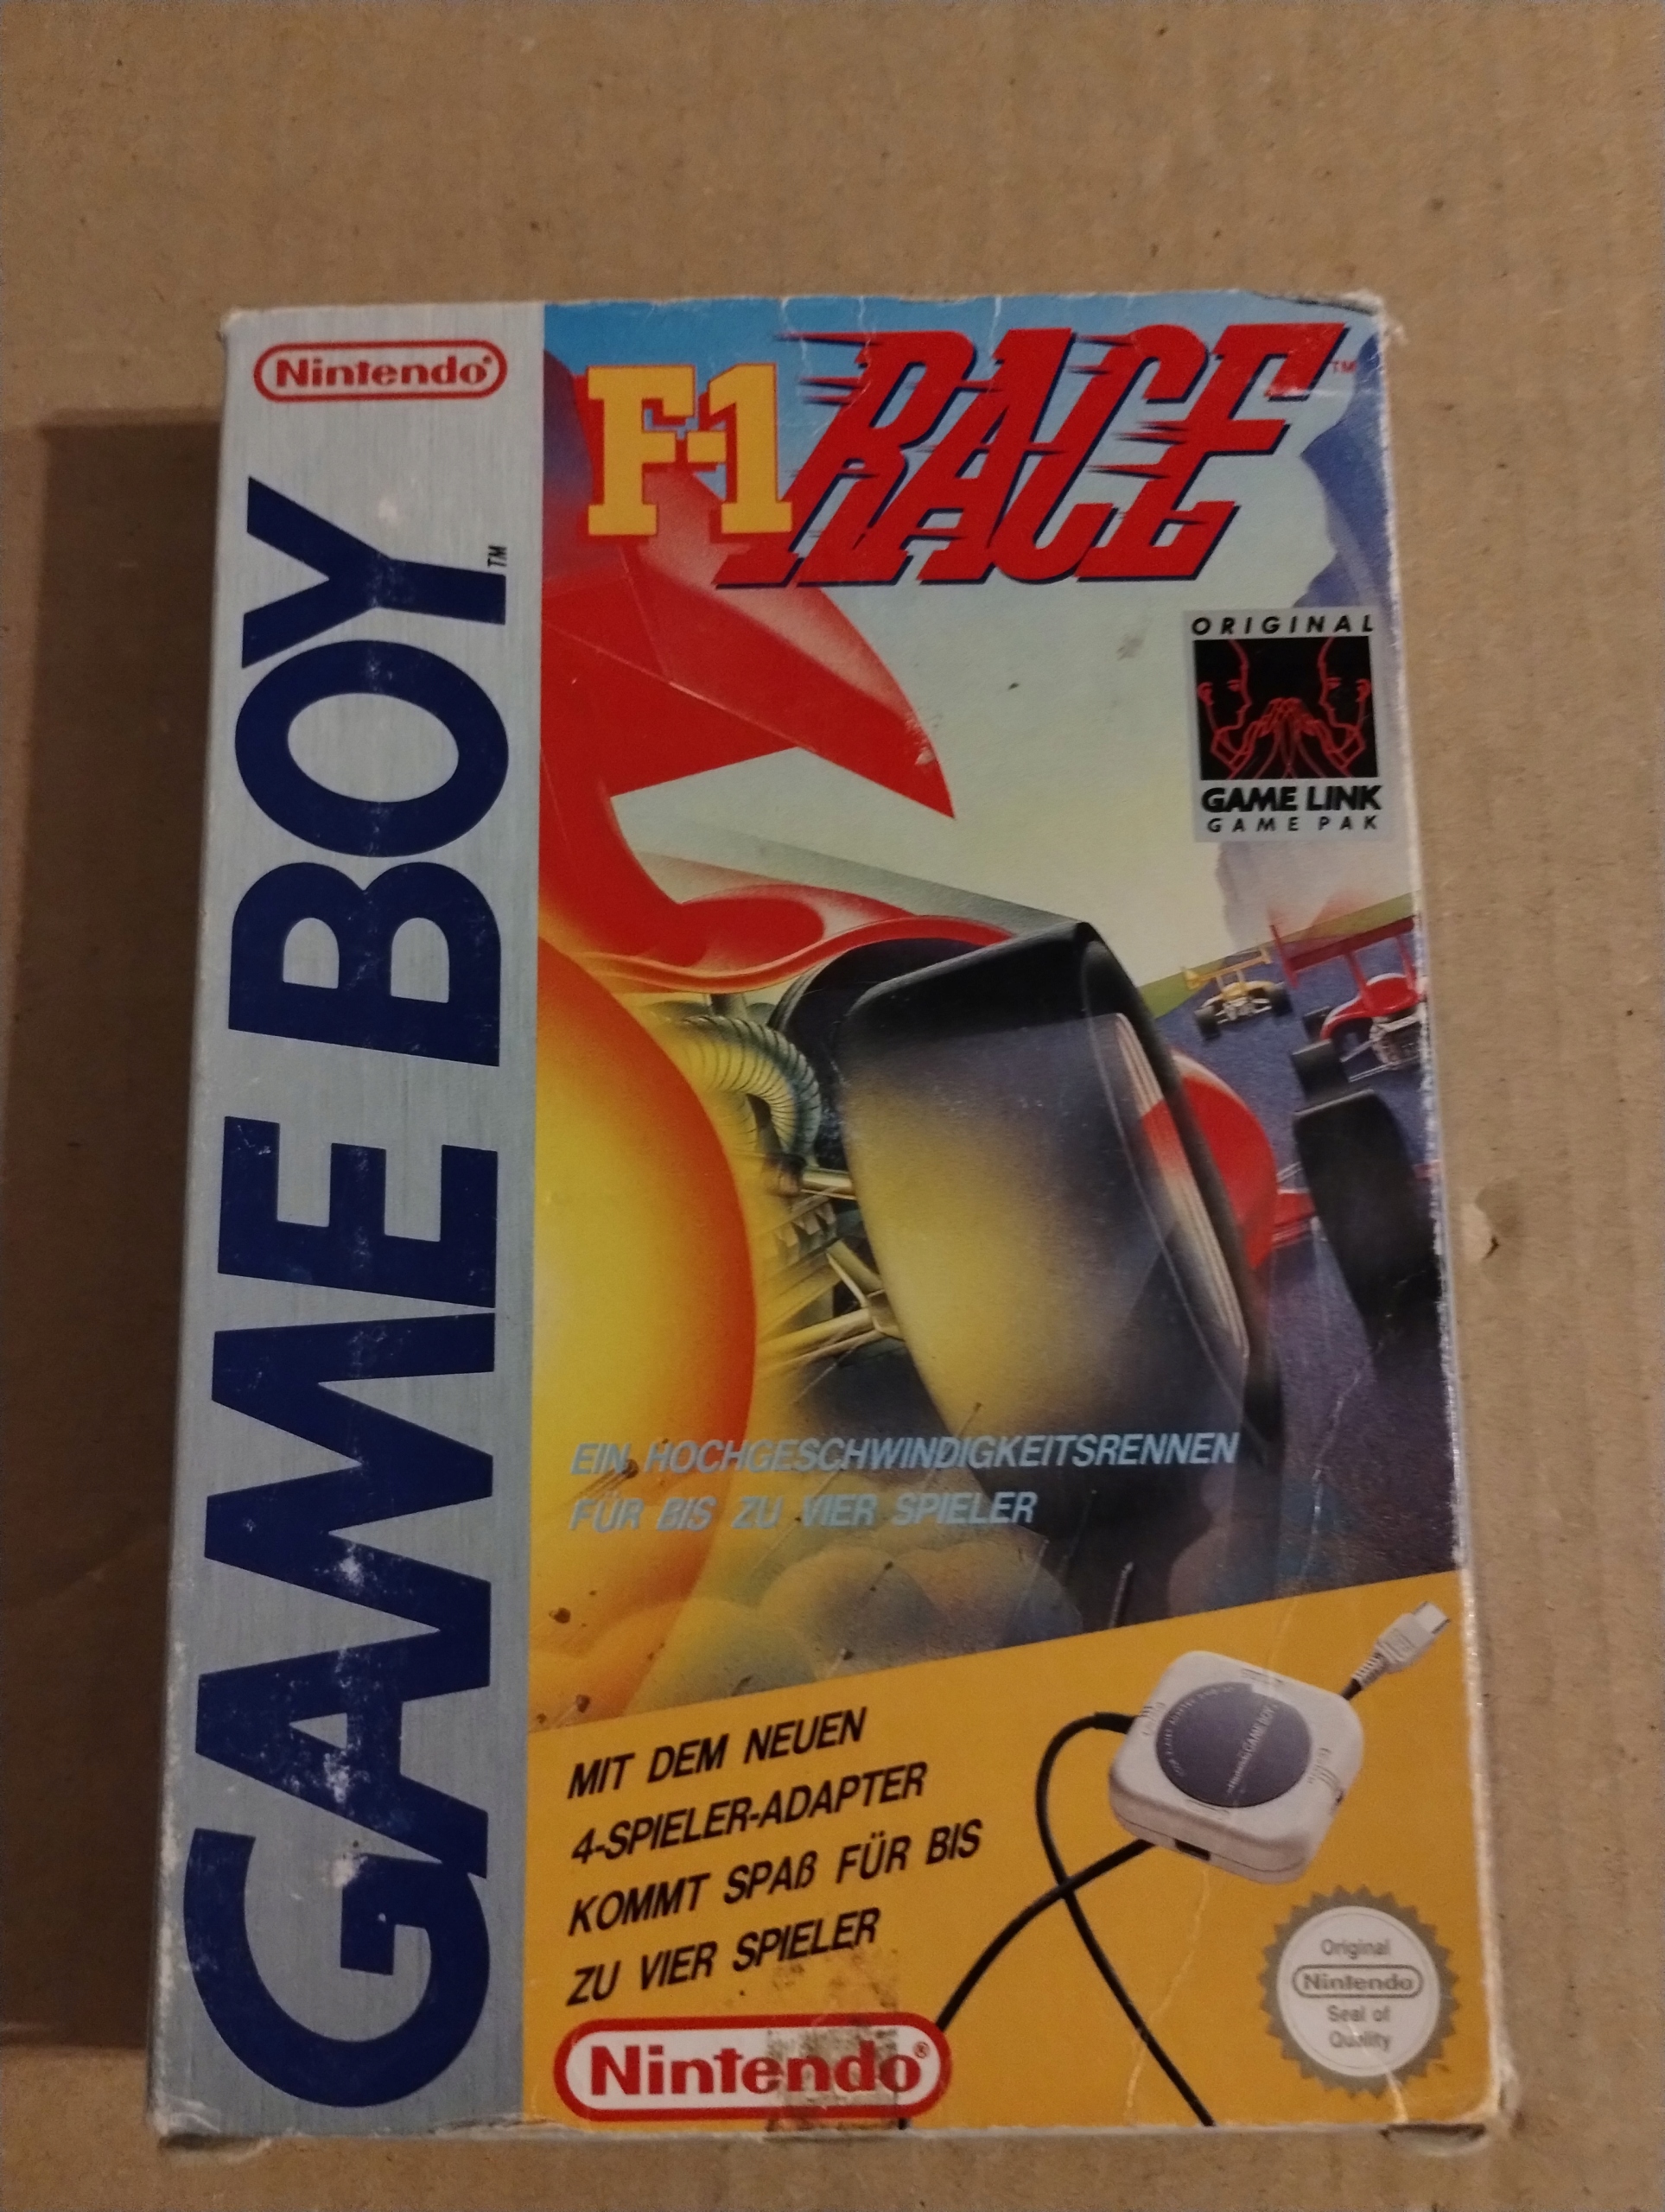 Nintendo®
GAME BOY™
F-1 RACE™
ORIGINAL
GAME LINK
GAME PAK
EIN HOCHGESCHWINDIGKEITSRENNEN
FÜR BIS ZU VIER SPIELER
MIT DEM NEUEN
4-SPIELER-ADAPTER
KOMMT SPAß FÜR BIS
ZU VIER SPIELER
Nintendo®
Original
Nintendo
Seal of
Quality